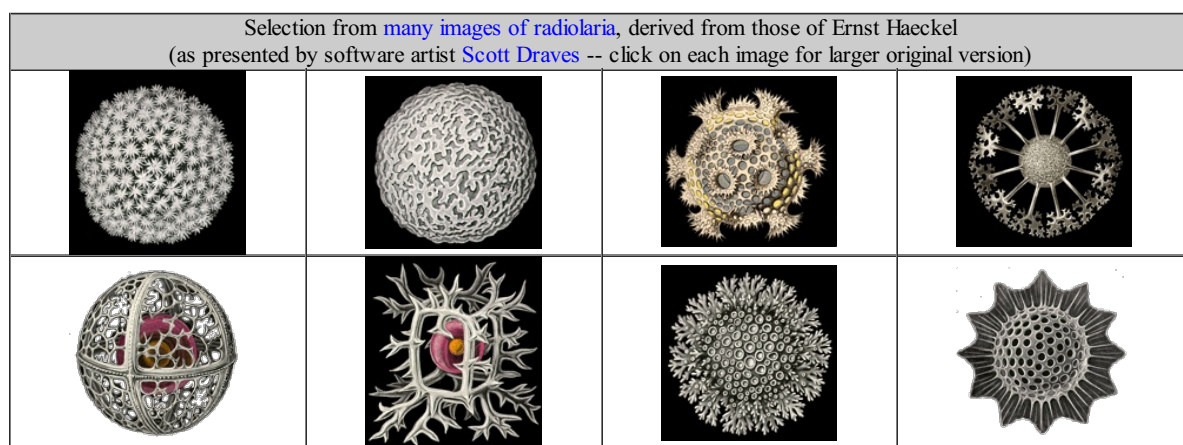 Selection from many images of radiolaria, derived from those of Ernst Haeckel
(as presented by software artist Scott Draves -- click on each image for larger original version)